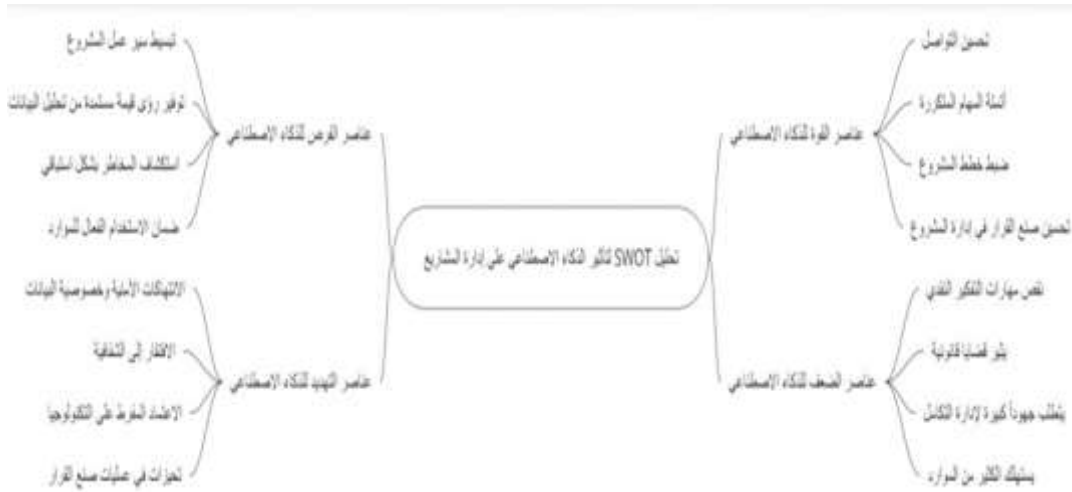 تحليل SWOT لتأثير الذكاء الاصطناعي على إدارة المشاريع
عناصر القوة للذكاء الاصطناعي
تحسين التواصل
أتمتة المهام المتكررة
ضبط خطط المشروع
تحسين صنع القرار في إدارة المشروع
عناصر الضعف للذكاء الاصطناعي
نقص مهارات التفكير النقدي
يثير قضايا قانونية
يتطلب جهوداً كبيرة لإدارة التكامل
يستهلك الكثير من الموارد
عناصر الفرص للذكاء الاصطناعي
تبسيط سير عمل المشروع
توفير رؤى قيمة مستمدة من تحليل البيانات
استكشاف المخاطر بشكل استباقي
ضمان الاستخدام الفعال للموارد
عناصر التهديد للذكاء الاصطناعي
الانتهاكات الأمنية وخصوصية البيانات
الافتقار إلى الشفافية
الاعتماد المفرط على التكنولوجيا
تحيزات في عمليات صنع القرار